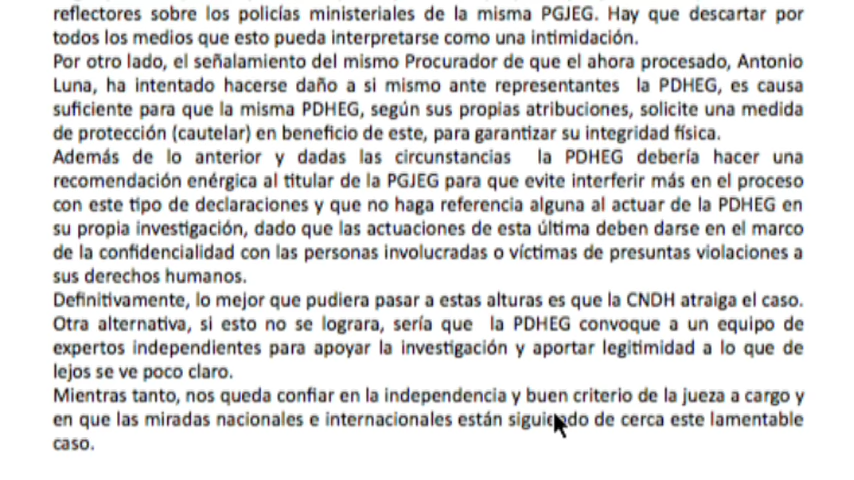 reflectores sobre los policías ministeriales de la misma PGJEG. Hay que descartar por
todos los medios que esto pueda interpretarse como una intimidación.
Por otro lado, el señalamiento del mismo Procurador de que el ahora procesado, Antonio
Luna, ha intentado hacerse daño a si mismo ante representantes la PDHEG, es causa
suficiente para que la misma PDHEG, según sus propias atribuciones, solicite una medida
de protección (cautelar) en beneficio de este, para garantizar su integridad física.
Además de lo anterior y dadas las circunstancias la PDHEG debería hacer una
recomendación enérgica al titular de la PGJEG para que evite interferir más en el proceso
con este tipo de declaraciones y que no haga referencia alguna al actuar de la PDHEG en
su propia investigación, dado que las actuaciones de esta última deben darse en el marco
de la confidencialidad con las personas involucradas o víctimas de presuntas violaciones a
sus derechos humanos.
Definitivamente, lo mejor que pudiera pasar a estas alturas es que la CNDH atraiga el caso.
Otra alternativa, si esto no se lograra, sería que la PDHEG convoque a un equipo de
expertos independientes para apoyar la investigación y aportar legitimidad a lo que de
lejos se ve poco claro.
Mientras tanto, nos queda confiar en la independencia y buen criterio de la jueza a cargo y
en que las miradas nacionales e internacionales están siguiendo de cerca este lamentable
caso.